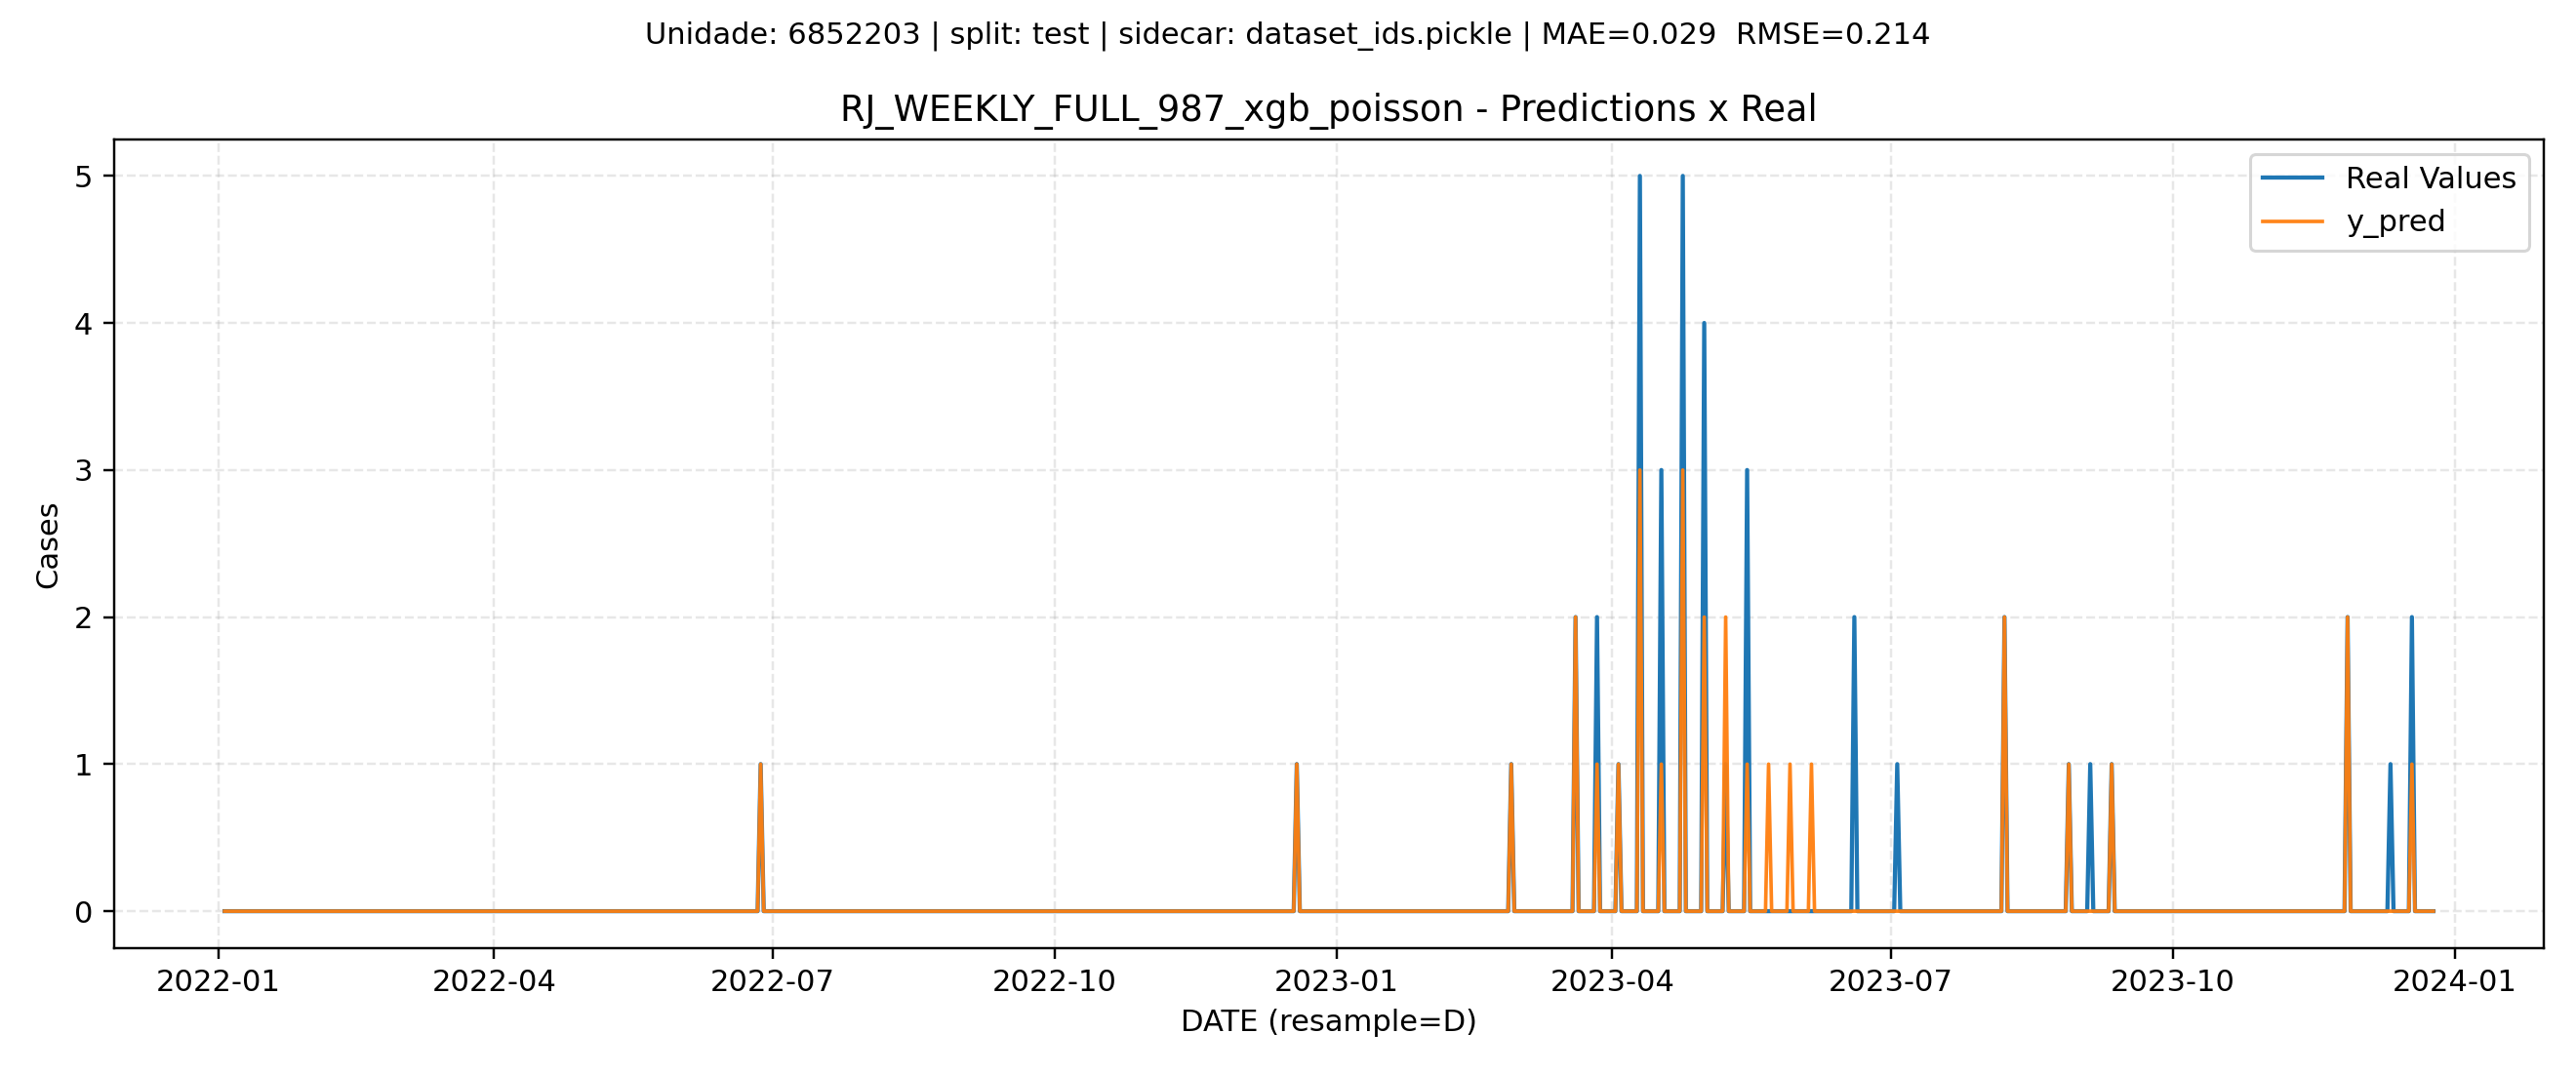 Unidade: 6852203 | split: test | sidecar: dataset_ids.pickle | MAE=0.029  RMSE=0.214
RJ_WEEKLY_FULL_987_xgb_poisson - Predictions x Real
Real Values
y_pred
5
4
3
2
1
0
Cases
2022-01 2022-04 2022-07 2022-10 2023-01 2023-04 2023-07 2023-10 2024-01
DATE (resample=D)